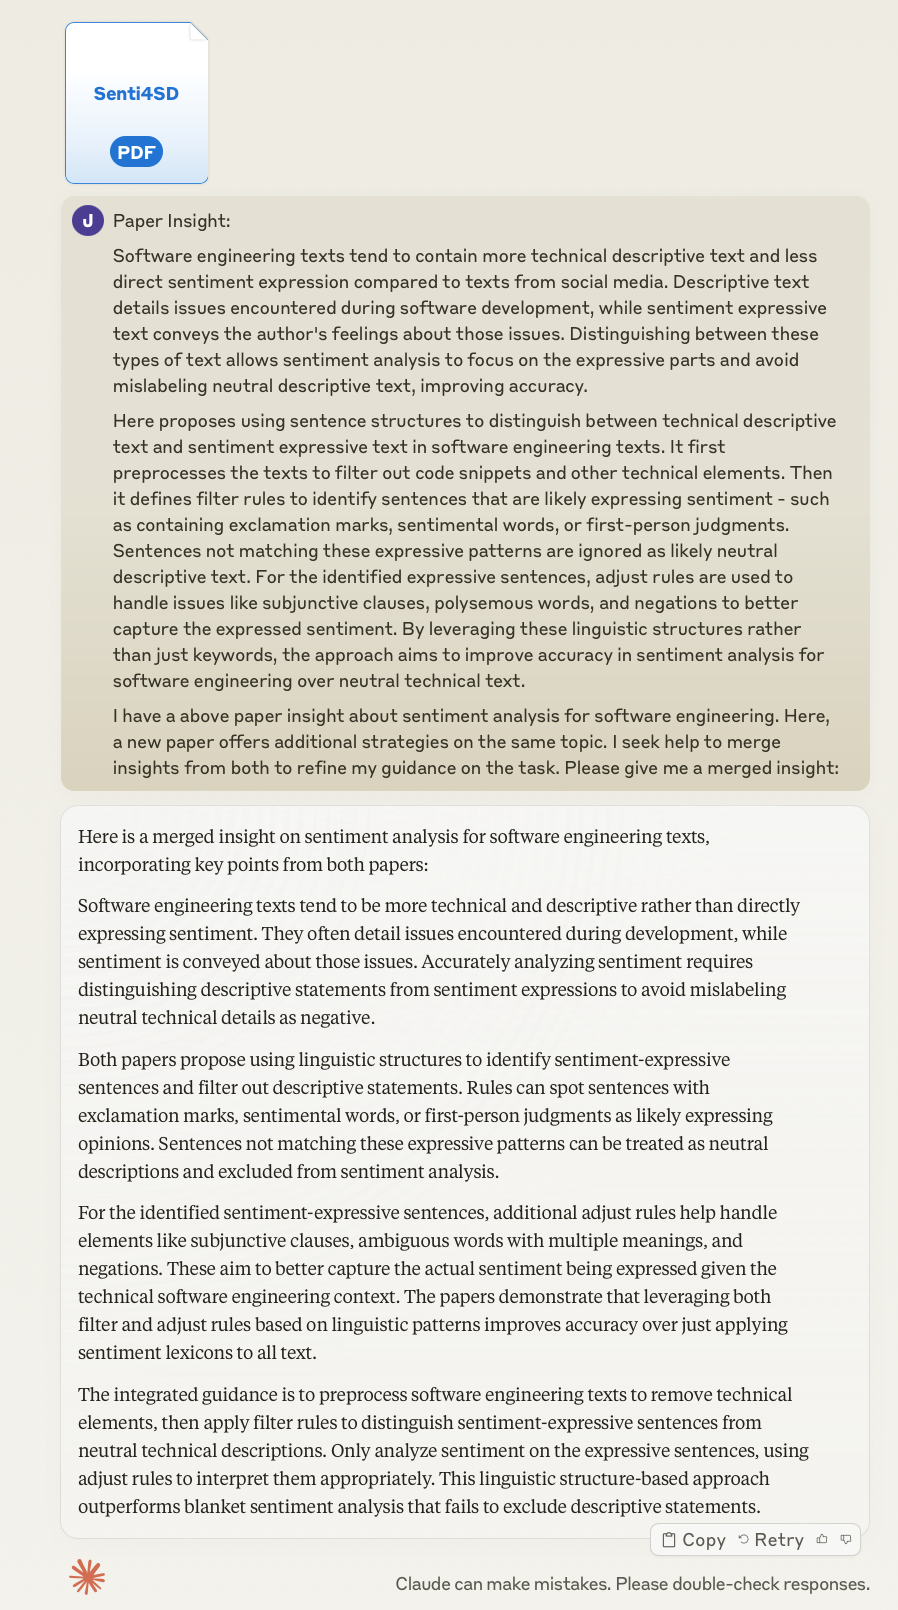 Senti4SD
PDF
J
Paper Insight:
Software engineering texts tend to contain more technical descriptive text and less
direct sentiment expression compared to texts from social media. Descriptive text
details issues encountered during software development, while sentiment expressive
text conveys the author's feelings about those issues. Distinguishing between these
types of text allows sentiment analysis to focus on the expressive parts and avoid
mislabeling neutral descriptive text, improving accuracy.
Here proposes using sentence structures to distinguish between technical descriptive
text and sentiment expressive text in software engineering texts. It first
preprocesses the texts to filter out code snippets and other technical elements. Then
it defines filter rules to identify sentences that are likely expressing sentiment - such
as containing exclamation marks, sentimental words, or first-person judgments.
Sentences not matching these expressive patterns are ignored as likely neutral
descriptive text. For the identified expressive sentences, adjust rules are used to
handle issues like subjunctive clauses, polysemous words, and negations to better
capture the expressed sentiment. By leveraging these linguistic structures rather
than just keywords, the approach aims to improve accuracy in sentiment analysis for
software engineering over neutral technical text.
I have a above paper insight about sentiment analysis for software engineering. Here,
a new paper offers additional strategies on the same topic. I seek help to merge
insights from both to refine my guidance on the task. Please give me a merged insight:
Here is a merged insight on sentiment analysis for software engineering texts,
incorporating key points from both papers:
Software engineering texts tend to be more technical and descriptive rather than directly
expressing sentiment. They often detail issues encountered during development, while
sentiment is conveyed about those issues. Accurately analyzing sentiment requires
distinguishing descriptive statements from sentiment expressions to avoid mislabeling
neutral technical details as negative.
Both papers propose using linguistic structures to identify sentiment-expressive
sentences and filter out descriptive statements. Rules can spot sentences with
exclamation marks, sentimental words, or first-person judgments as likely expressing
opinions. Sentences not matching these expressive patterns can be treated as neutral
descriptions and excluded from sentiment analysis.
For the identified sentiment-expressive sentences, additional adjust rules help handle
elements like subjunctive clauses, ambiguous words with multiple meanings, and
negations. These aim to better capture the actual sentiment being expressed given the
technical software engineering context. The papers demonstrate that leveraging both
filter and adjust rules based on linguistic patterns improves accuracy over just applying
sentiment lexicons to all text.
The integrated guidance is to preprocess software engineering texts to remove technical
elements, then apply filter rules to distinguish sentiment-expressive sentences from
neutral technical descriptions. Only analyze sentiment on the expressive sentences, using
adjust rules to interpret them appropriately. This linguistic structure-based approach
outperforms blanket sentiment analysis that fails to exclude descriptive statements.
Copy Retry
Claude can make mistakes. Please double-check responses.